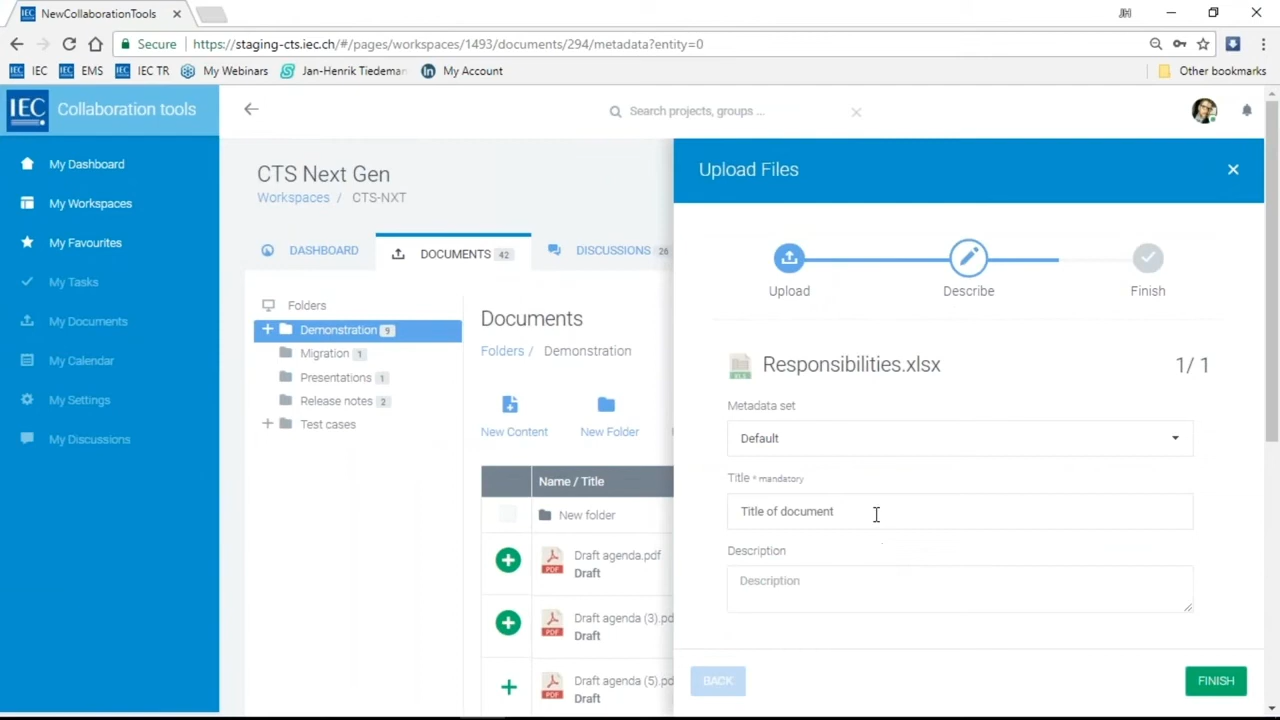 NewCollaborationTools
Secure
https://staging-cts.iec.ch/#/pages/workspaces/1493/documents/294/metadata?entity=0
IEC
EMS
IEC TR
My Webinars
Jan-Henrik Tiedeman
My Account
Other bookmarks
IEC
Collaboration tools
Search projects, groups ...
My Dashboard
My Workspaces
My Favourites
My Tasks
My Documents
My Calendar
My Settings
My Discussions
CTS Next Gen
Workspaces / CTS-NXT
DASHBOARD
DOCUMENTS 42
DISCUSSIONS 26
Folders
Demonstration 9
Migration 1
Presentations 1
Release notes 2
Test cases
Documents
Folders / Demonstration
New Content
New Folder
Name / Title
New folder
Draft agenda.pdf
Draft
Draft agenda (3).pd
Draft
Draft agenda (5).pd
Draft
Upload Files
Upload
Describe
Finish
Responsibilities.xlsx
1/ 1
Metadata set
Default
Title * mandatory
Title of document
Description
Description
BACK
FINISH